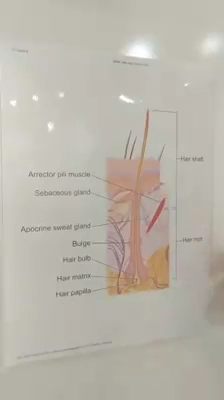 Hair shaft
Arrector pili muscle
Sebaceous gland
Apocrine sweat gland
Bulge
Hair root
Hair bulb
Hair matrix
Hair papilla